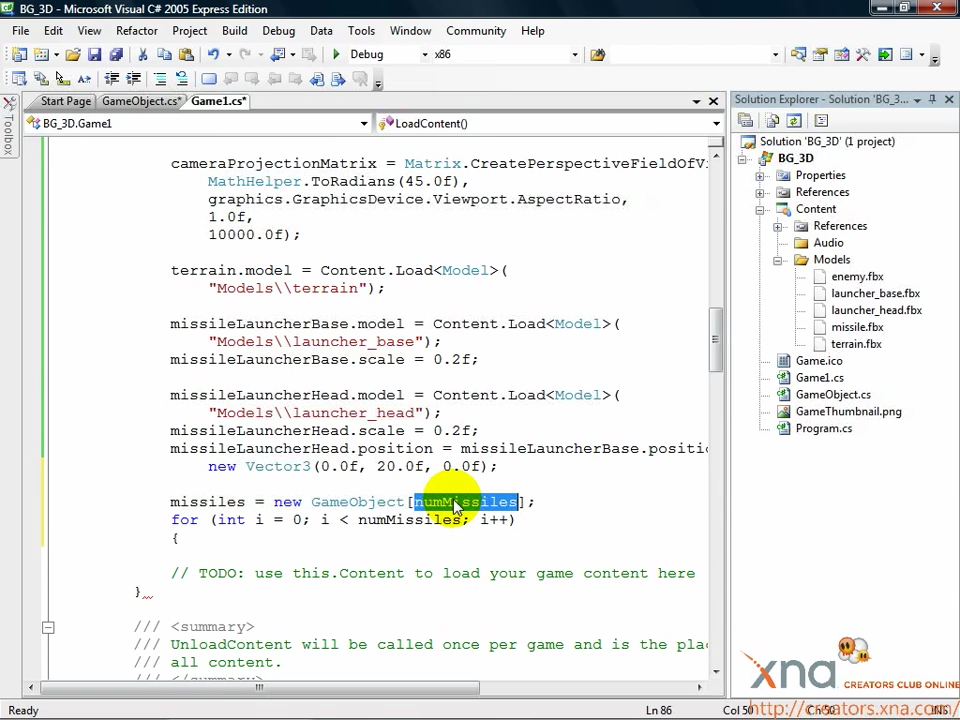 BG_3D - Microsoft Visual C# 2005 Express Edition
File Edit View Refactor Project Build Debug Data Tools Window Community Help
Debug x86
Start Page GameObject.cs* Game1.cs*
Toolbox
BG_3D.Game1 LoadContent()
cameraProjectionMatrix = Matrix.CreatePerspectiveFieldOfVi
MathHelper.ToRadians(45.0f),
graphics.GraphicsDevice.Viewport.AspectRatio,
1.0f,
10000.0f);
terrain.model = Content.Load<Model>(
"Models\\terrain");
missileLauncherBase.model = Content.Load<Model>(
"Models\\launcher_base");
missileLauncherBase.scale = 0.2f;
missileLauncherHead.model = Content.Load<Model>(
"Models\\launcher_head");
missileLauncherHead.scale = 0.2f;
missileLauncherHead.position = missileLauncherBase.positio
new Vector3(0.0f, 20.0f, 0.0f);
missiles = new GameObject[numMissiles];
for (int i = 0; i < numMissiles; i++)
{
// TODO: use this.Content to load your game content here
}
/// <summary>
/// UnloadContent will be called once per game and is the plac
/// all content.
/// </summary>
Solution Explorer - Solution 'BG_3...
Solution 'BG_3D' (1 project)
BG_3D
Properties
References
Content
References
Audio
Models
enemy.fbx
launcher_base.fbx
launcher_head.fbx
missile.fbx
terrain.fbx
Game.ico
Game1.cs
GameObject.cs
GameThumbnail.png
Program.cs
xna CREATORS CLUB ONLINE
http://creators.xna.com/
Ready Ln 86 Col 50